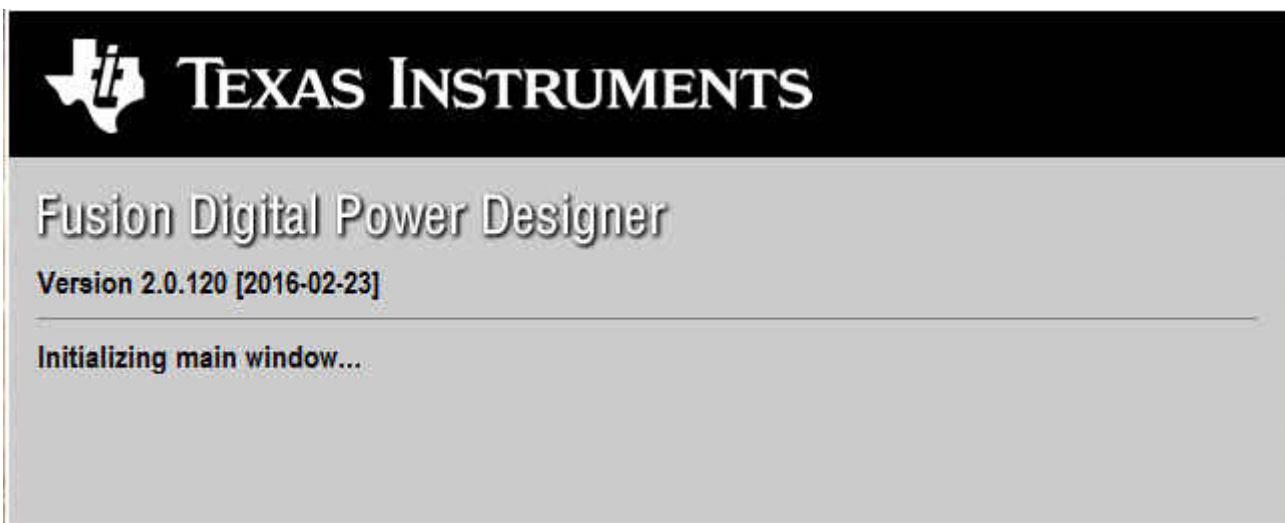 TEXAS INSTRUMENTS
Fusion Digital Power Designer
Version 2.0.120 [2016-02-23]
Initializing main window...